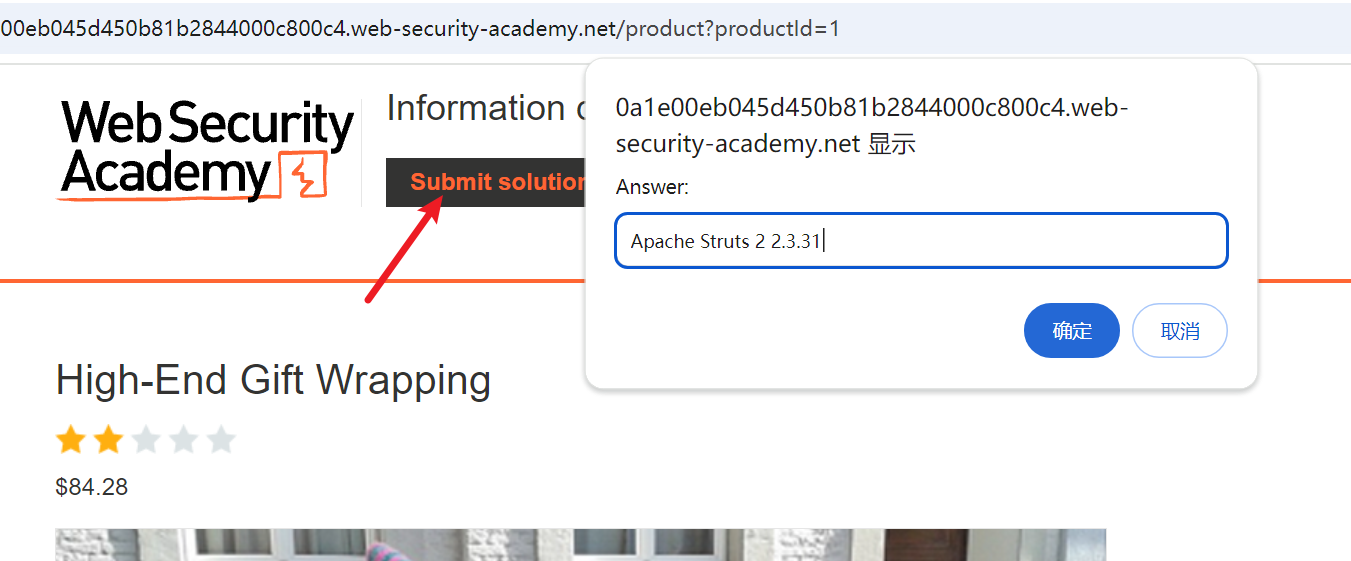 00eb045d450b81b2844000c800c4.web-security-academy.net/product?productId=1
Web Security
Academy
Information
Submit solution
0a1e00eb045d450b81b2844000c800c4.web-
security-academy.net 显示
Answer:
Apache Struts 2 2.3.31
确定
取消
High-End Gift Wrapping
$84.28